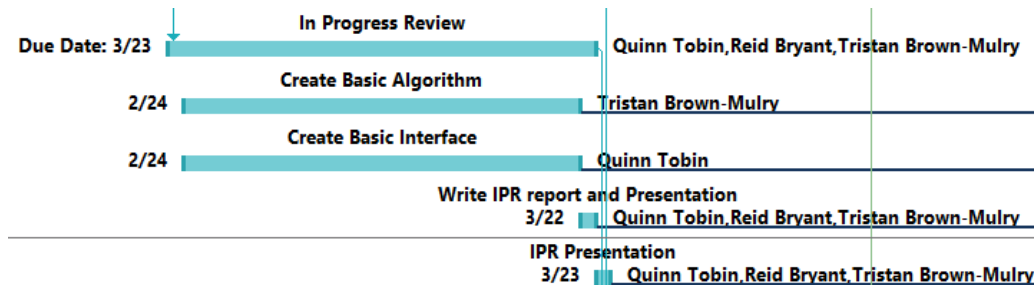 In Progress Review
Due Date: 3/23 Quinn Tobin,Reid Bryant,Tristan Brown-Mulry
Create Basic Algorithm
2/24 Tristan Brown-Mulry
Create Basic Interface
2/24 Quinn Tobin
Write IPR report and Presentation
3/22 Quinn Tobin,Reid Bryant,Tristan Brown-Mulry
IPR Presentation
3/23 Quinn Tobin,Reid Bryant,Tristan Brown-Mulry